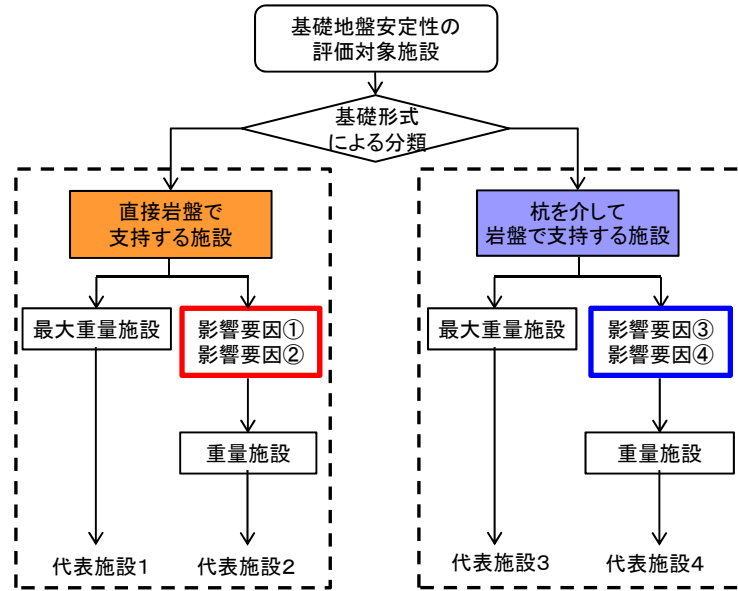 基礎地盤安定性の
評価対象施設
基礎形式
による分類
直接岩盤で
支持する施設
杭を介して
岩盤で支持する施設
最大重量施設
影響要因①
影響要因②
最大重量施設
影響要因③
影響要因④
重量施設
重量施設
代表施設1
代表施設2
代表施設3
代表施設4